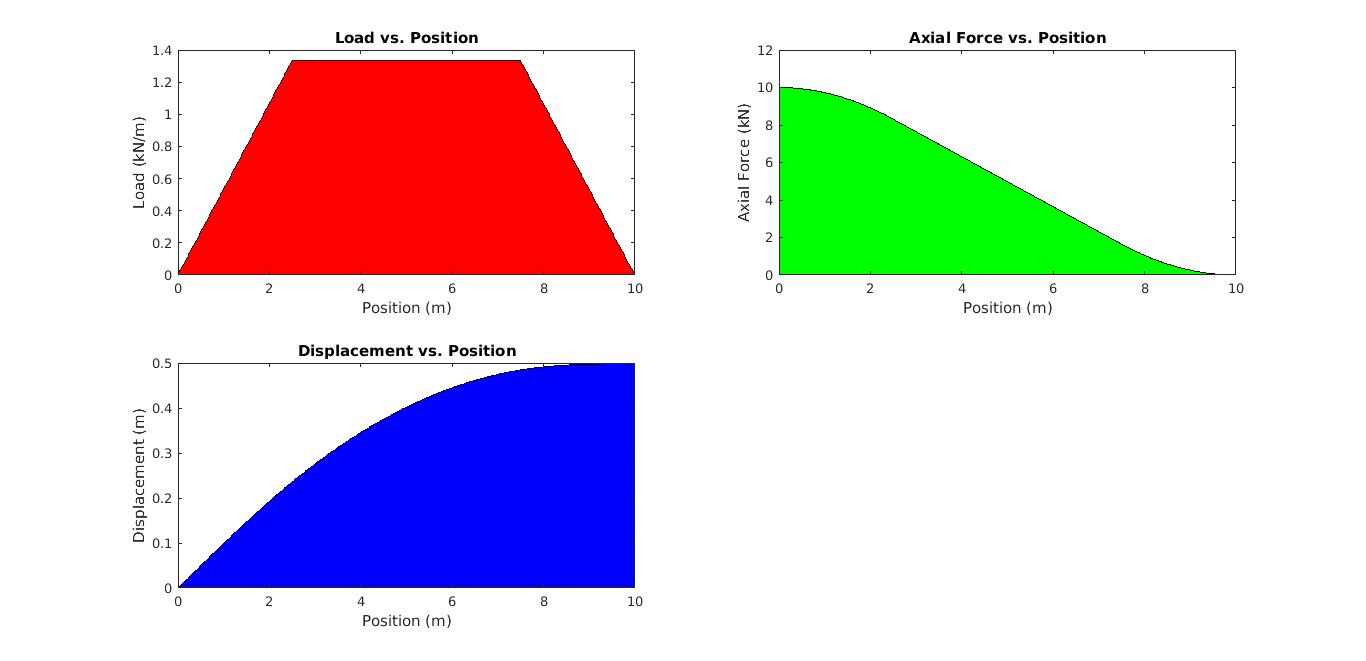 Load vs. Position
1.4
1.2
1
0.8
0.6
0.4
0.2
0
Load (kN/m)
0 2 4 6 8 10
Position (m)
Axial Force vs. Position
12
10
8
6
4
2
0
Axial Force (kN)
0 2 4 6 8 10
Position (m)
Displacement vs. Position
0.5
0.4
0.3
0.2
0.1
0
Displacement (m)
0 2 4 6 8 10
Position (m)